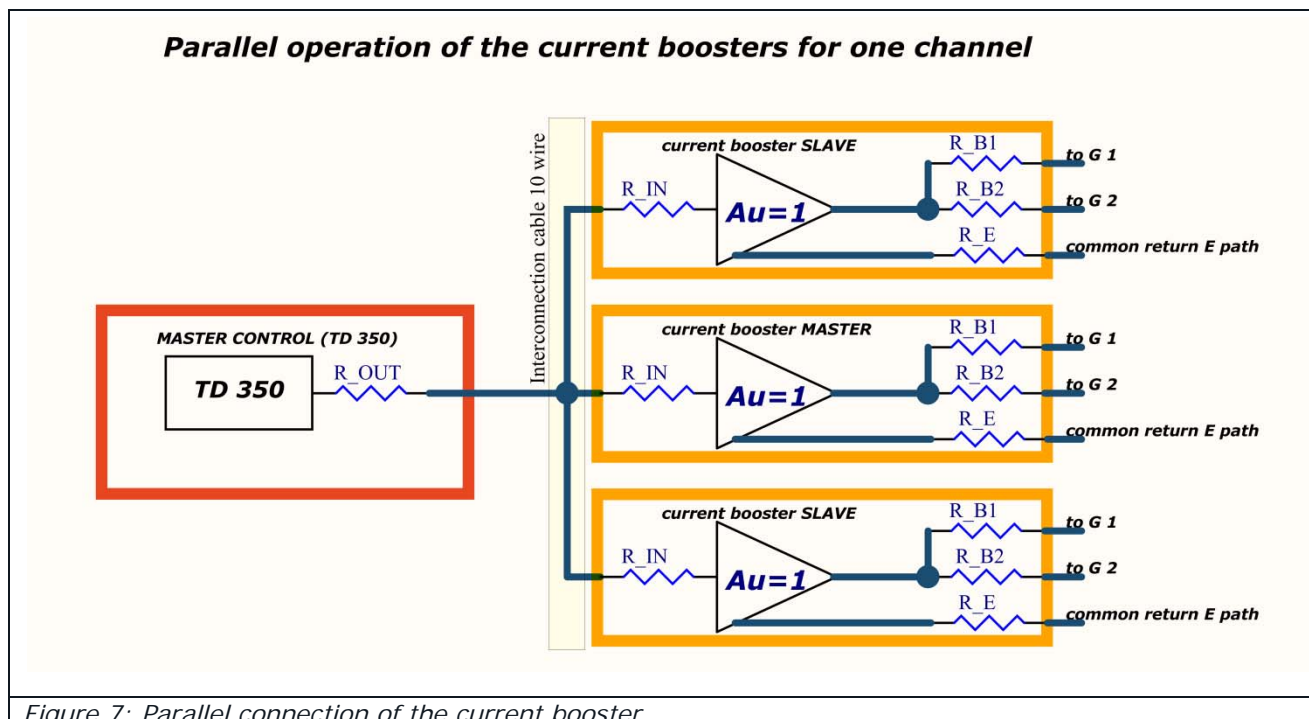 Parallel operation of the current boosters for one channel
Interconnection cable 10 wire
current booster SLAVE
R_IN
Au=1
R_B1
to G 1
R_B2
to G 2
R_E
common return E path
MASTER CONTROL (TD 350)
TD 350
R_OUT
current booster MASTER
R_IN
Au=1
R_B1
to G 1
R_B2
to G 2
R_E
common return E path
current booster SLAVE
R_IN
Au=1
R_B1
to G 1
R_B2
to G 2
R_E
common return E path
Figure 7: Parallel connection of the current booster